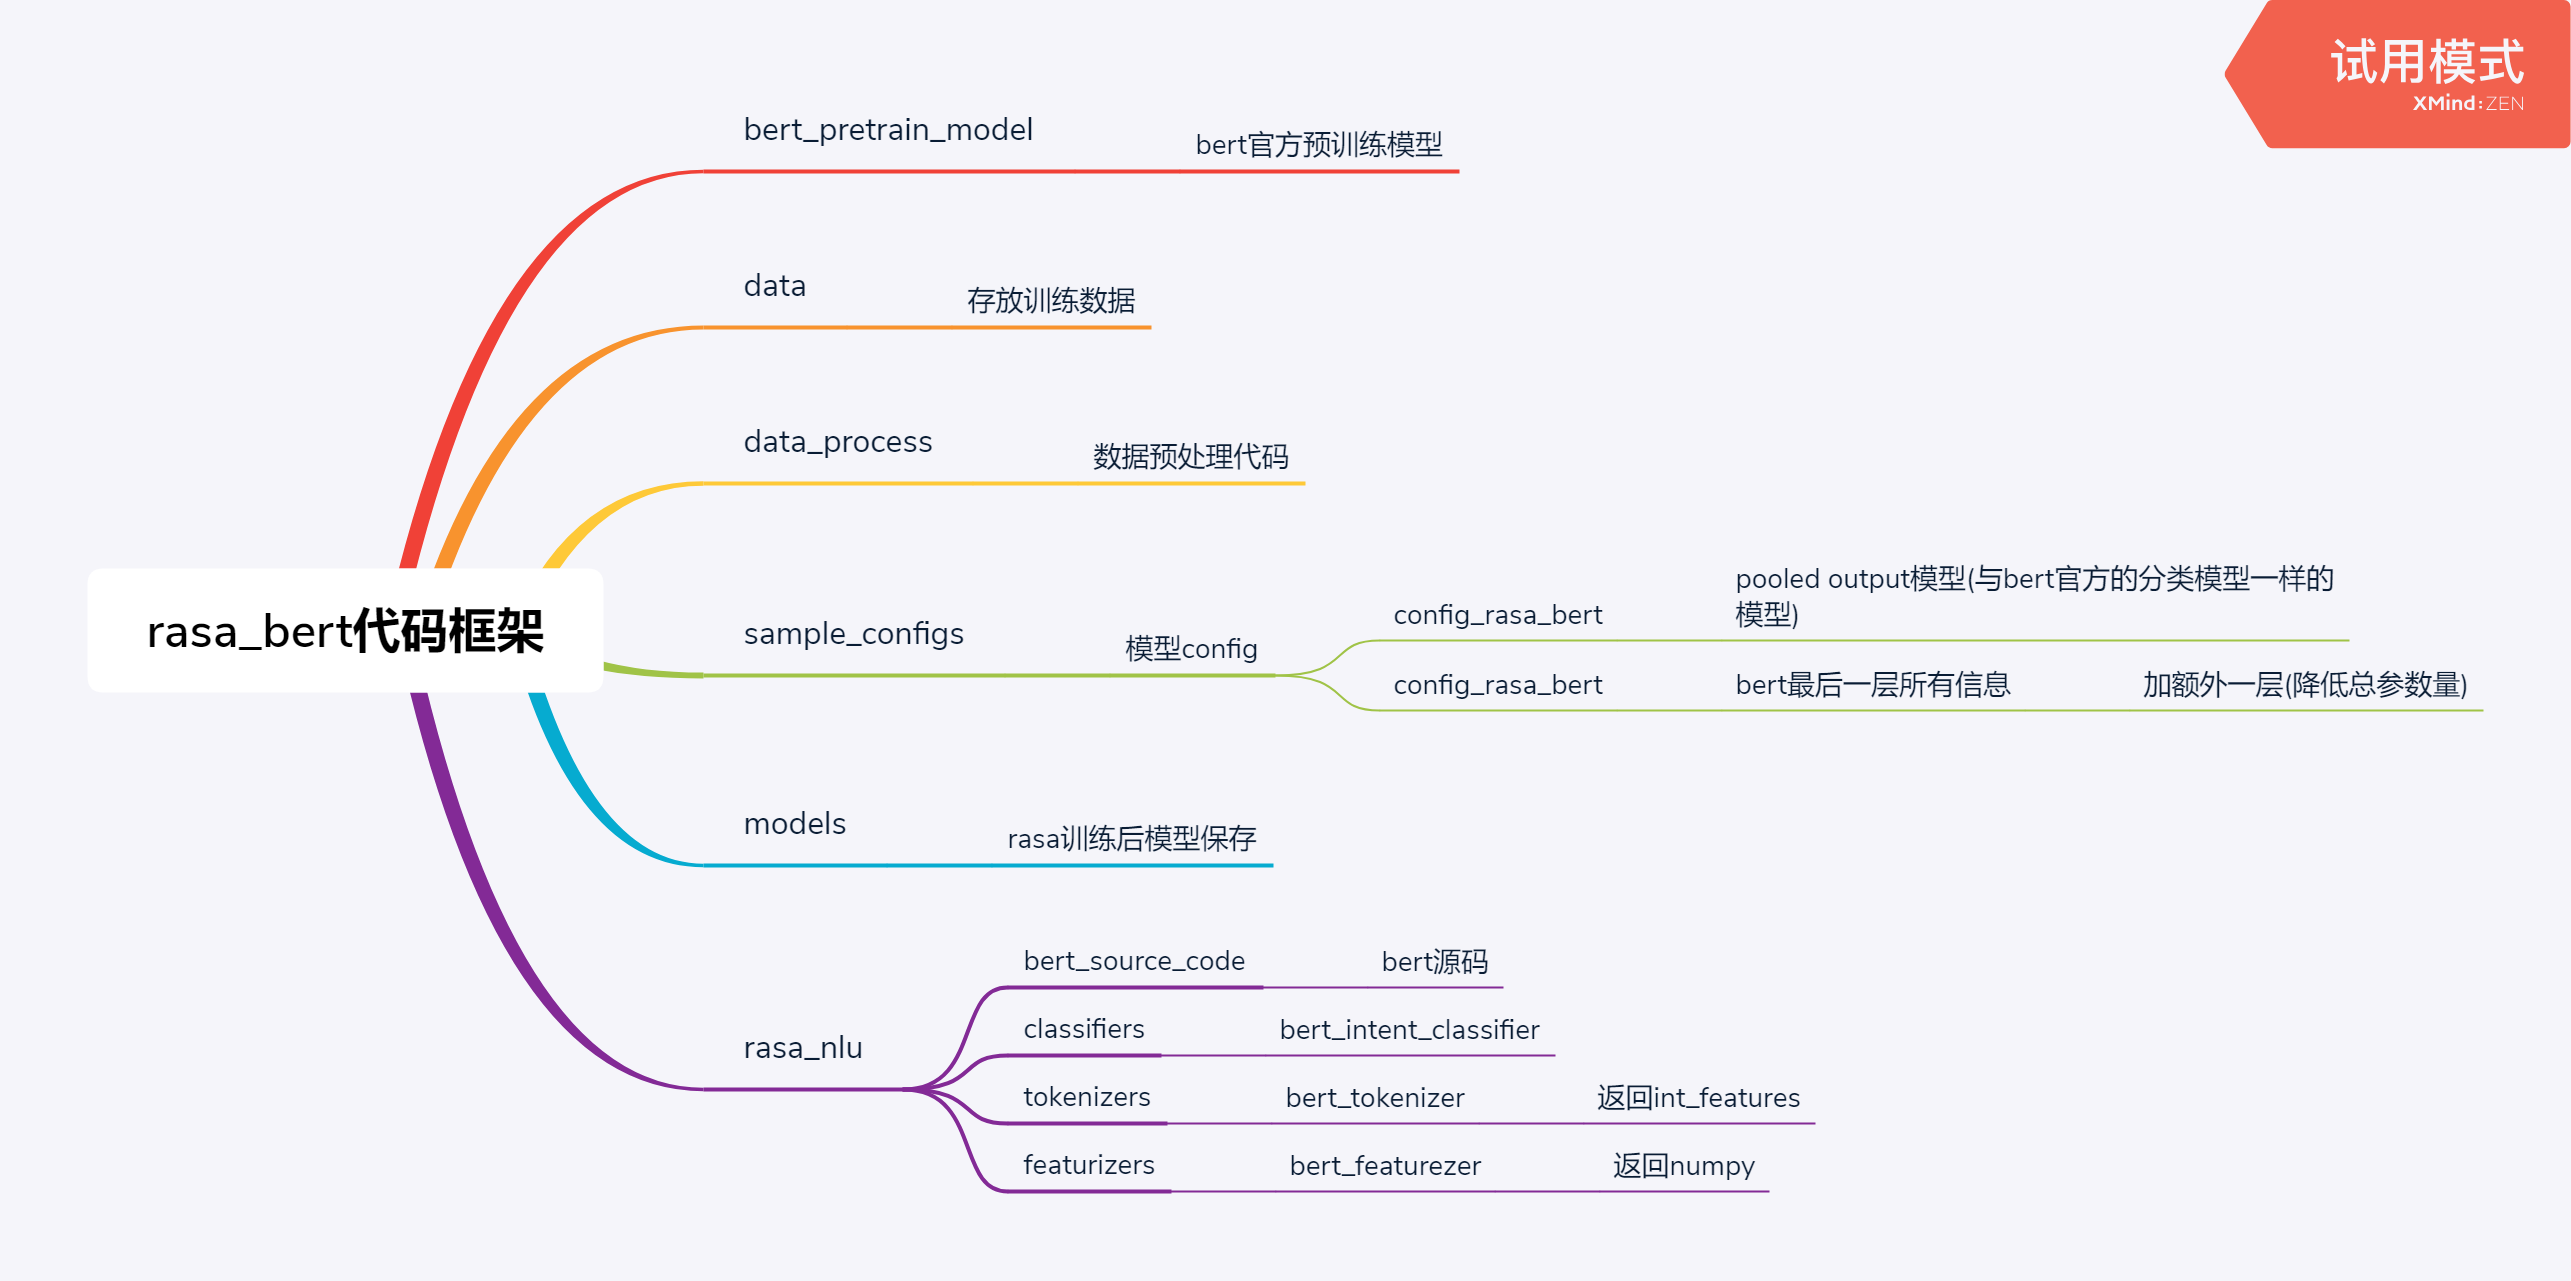 试用模式
XMind:ZEN
rasa_bert代码框架
bert_pretrain_model
bert官方预训练模型
data
存放训练数据
data_process
数据预处理代码
sample_configs
模型config
config_rasa_bert
pooled output模型(与bert官方的分类模型一样的
模型)
config_rasa_bert
bert最后一层所有信息
加额外一层(降低总参数量)
models
rasa训练后模型保存
rasa_nlu
bert_source_code
bert源码
classifiers
bert_intent_classifier
tokenizers
bert_tokenizer
返回int_features
featurizers
bert_featurezer
返回numpy